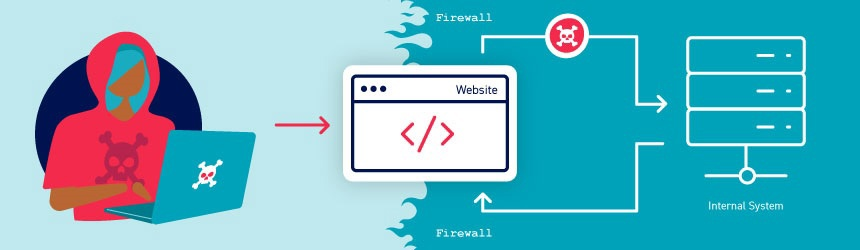 Firewall
Website
</>
Internal System
Firewall